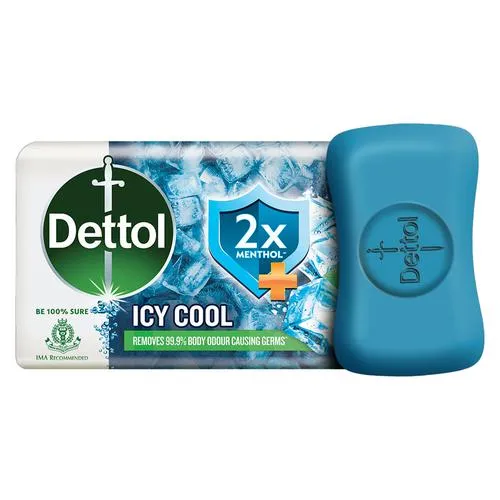 Dettol
2x
MENTHOL~
BE 100% SURE
ICY COOL
REMOVES 99.9% BODY ODOUR CAUSING GERMS*
IMA RECOMMENDED
Dettol